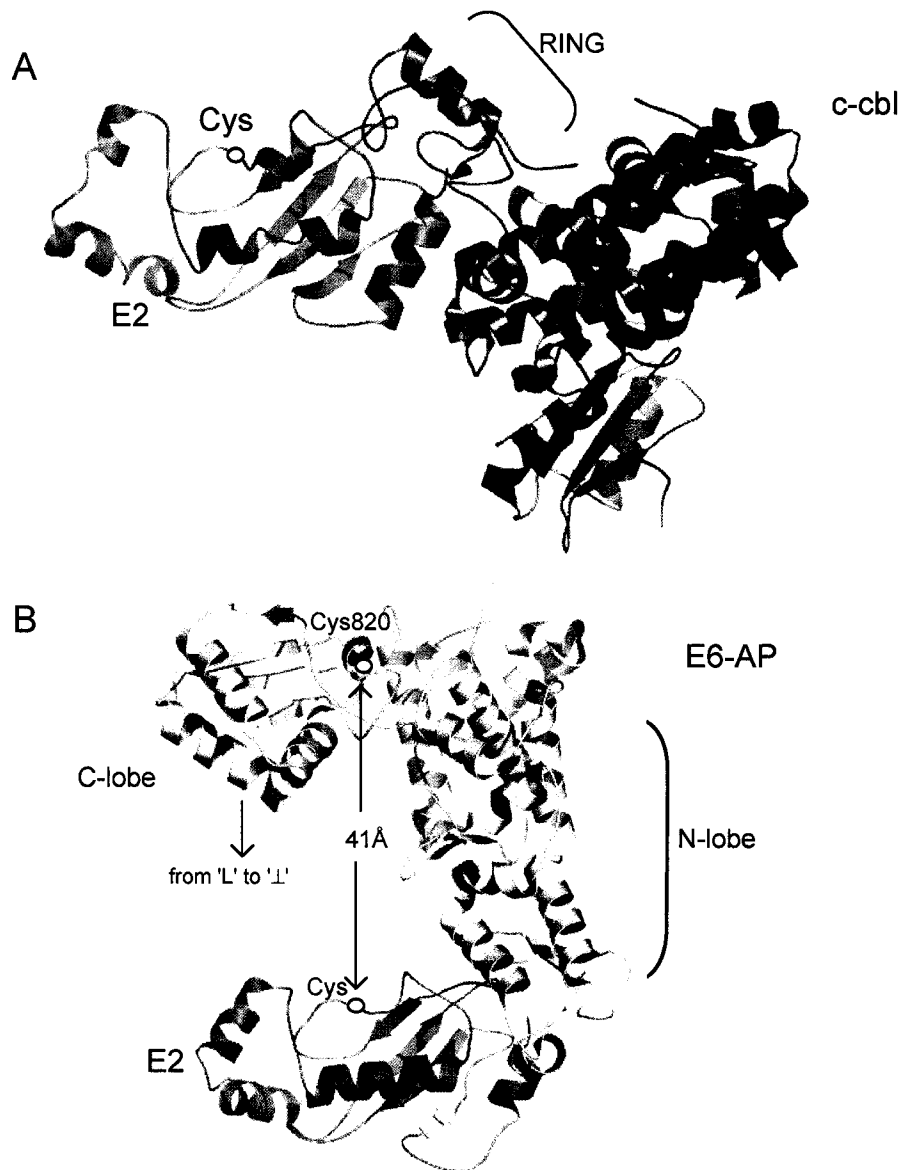 A
RING
c-cbl
Cys
E2
B
Cys820
E6-AP
C-lobe
41Å
N-lobe
from 'L' to '⊥'
Cys
E2